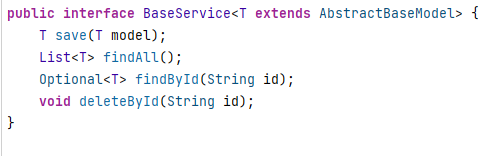 public interface BaseService<T extends AbstractBaseModel> {
    T save(T model);
    List<T> findAll();
    Optional<T> findById(String id);
    void deleteById(String id);
}